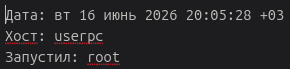 Дата: вт 16 июнь 2026 20:05:28 +03
Хост: userpc
Запустил: root